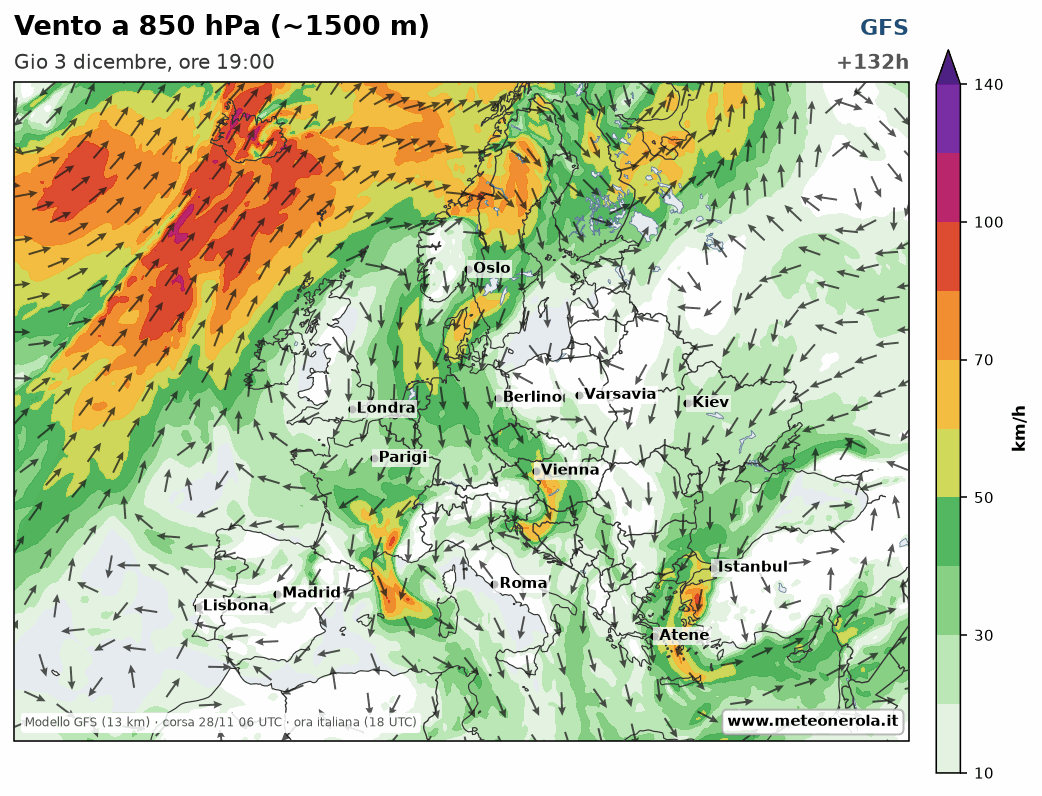 Vento a 850 hPa (~1500 m)
GFS
Gio 3 dicembre, ore 19:00
+132h
140
100
70
50
30
10
km/h
Oslo
Londra
Berlino
Varsavia
Kiev
Parigi
Vienna
Istanbul
Roma
Madrid
Lisbona
Atene
Modello GFS (13 km) · corsa 28/11 06 UTC · ora italiana (18 UTC)
www.meteonerola.it